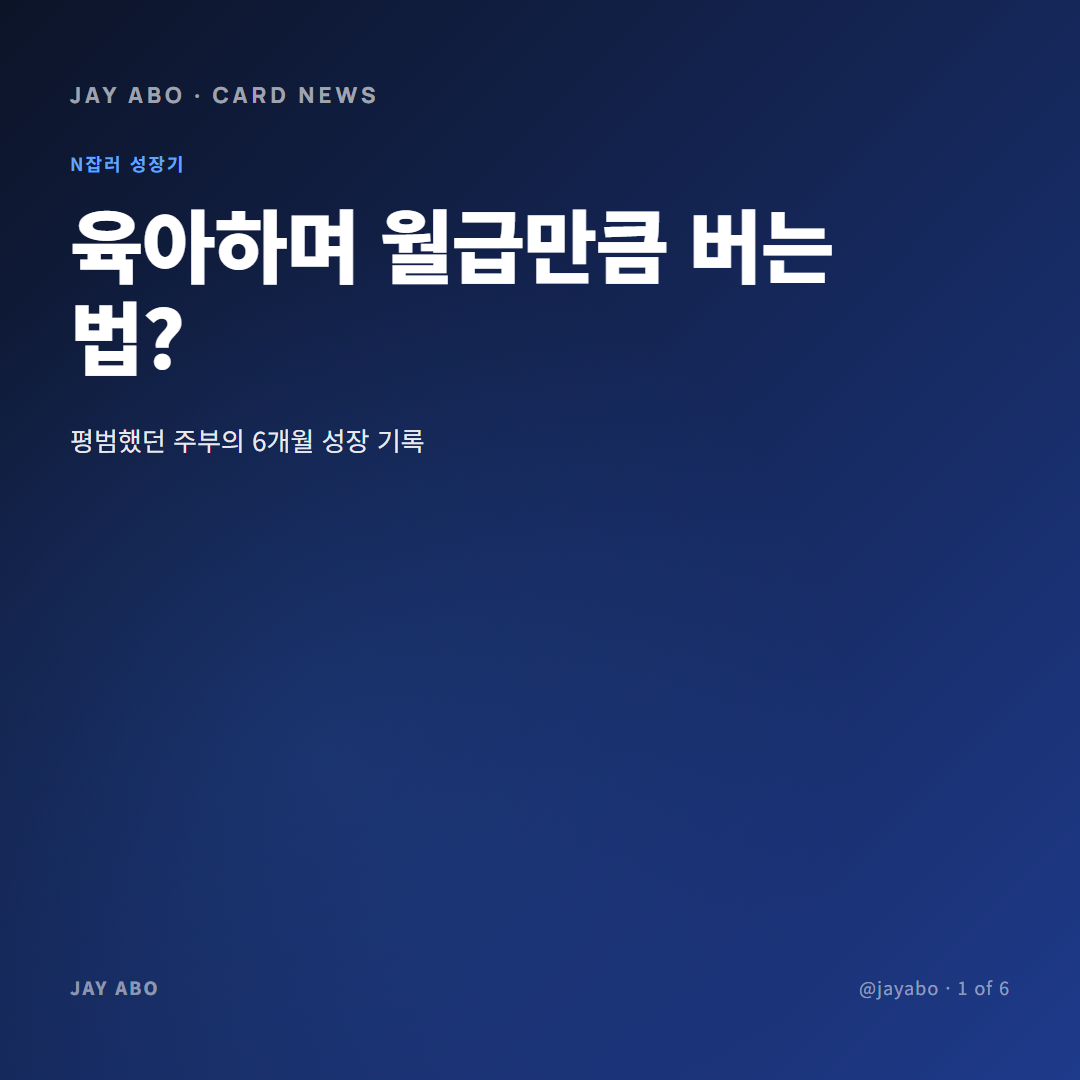 JAY ABO · CARD NEWS
N잡러 성장기
육아하며 월급만큼 버는
법?
평범했던 주부의 6개월 성장 기록
JAY ABO
@jayabo · 1 of 6